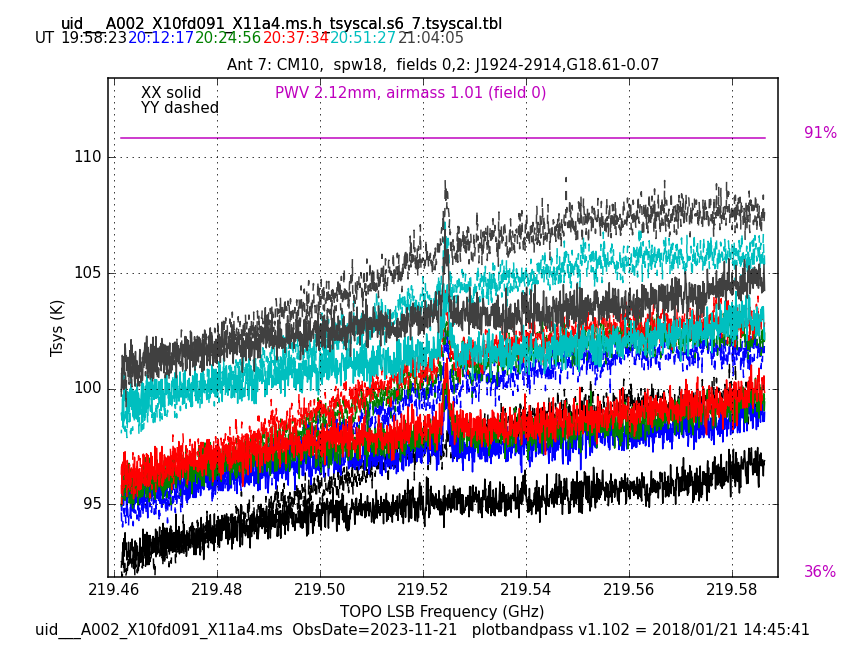 uid___A002_X10fd091_X11a4.ms.h_tsyscal.s6_7.tsyscal.tbl
UT 19:58:23 20:12:17 20:24:56 20:37:34 20:51:27 21:04:05
Ant 7: CM10,  spw18,  fields 0,2: J1924-2914,G18.61-0.07
XX solid
PWV 2.12mm, airmass 1.01 (field 0)
YY dashed
91%
110
105
100
95
Tsys (K)
36%
219.46 219.48 219.50 219.52 219.54 219.56 219.58
TOPO LSB Frequency (GHz)
uid___A002_X10fd091_X11a4.ms  ObsDate=2023-11-21  plotbandpass v1.102 = 2018/01/21 14:45:41